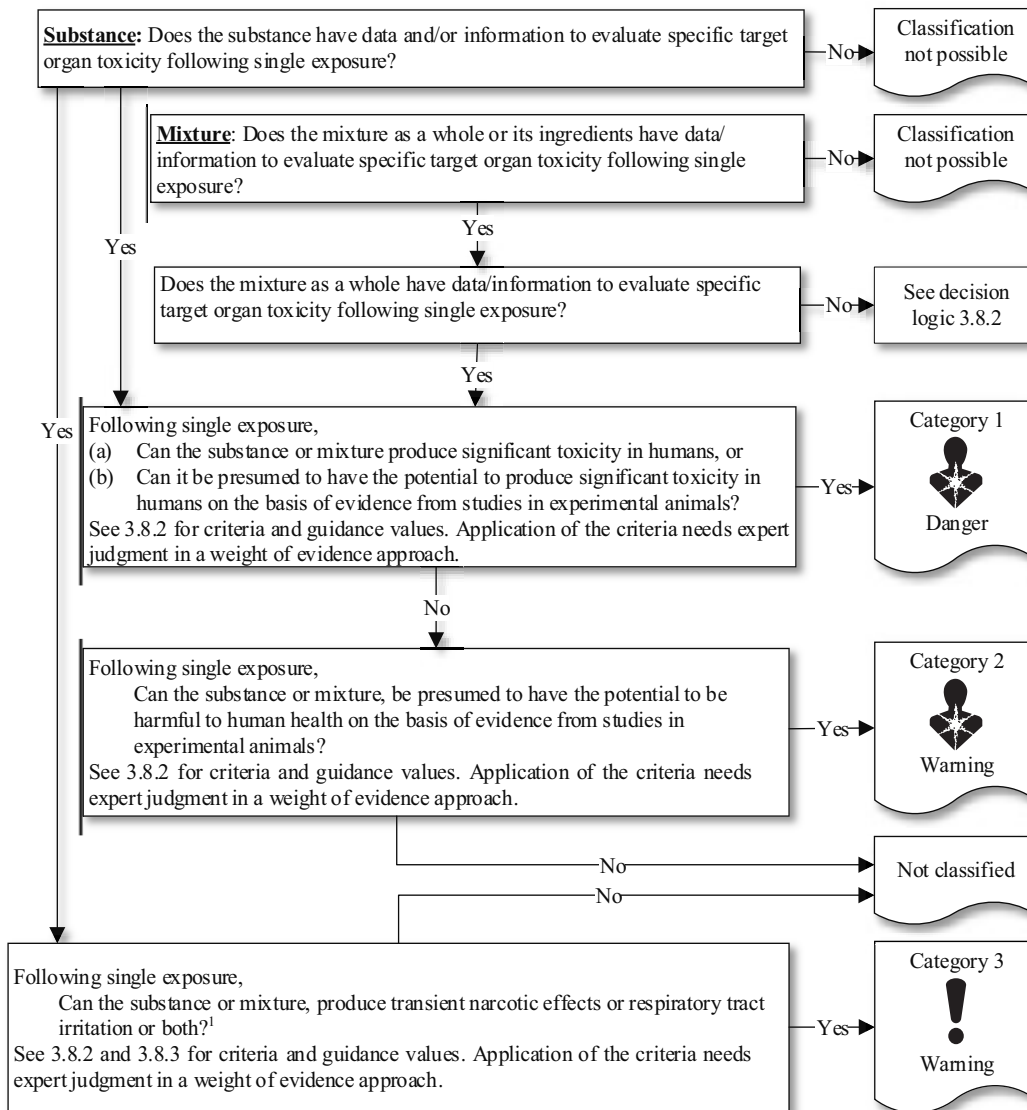 Substance: Does the substance have data and/or information to evaluate specific target
organ toxicity following single exposure?
No
Classification
not possible
Mixture: Does the mixture as a whole or its ingredients have data/
information to evaluate specific target organ toxicity following single
exposure?
No
Classification
not possible
Yes
Yes
Does the mixture as a whole have data/information to evaluate specific
target organ toxicity following single exposure?
No
See decision
logic 3.8.2
Yes
Yes
Following single exposure,
(a) Can the substance or mixture produce significant toxicity in humans, or
(b) Can it be presumed to have the potential to produce significant toxicity in
humans on the basis of evidence from studies in experimental animals?
See 3.8.2 for criteria and guidance values. Application of the criteria needs expert
judgment in a weight of evidence approach.
Yes
Category 1
Danger
No
Following single exposure,
Can the substance or mixture, be presumed to have the potential to be
harmful to human health on the basis of evidence from studies in
experimental animals?
See 3.8.2 for criteria and guidance values. Application of the criteria needs
expert judgment in a weight of evidence approach.
Yes
Category 2
Warning
No
No
Not classified
Following single exposure,
Can the substance or mixture, produce transient narcotic effects or respiratory tract
irritation or both?1
See 3.8.2 and 3.8.3 for criteria and guidance values. Application of the criteria needs
expert judgment in a weight of evidence approach.
Yes
Category 3
Warning